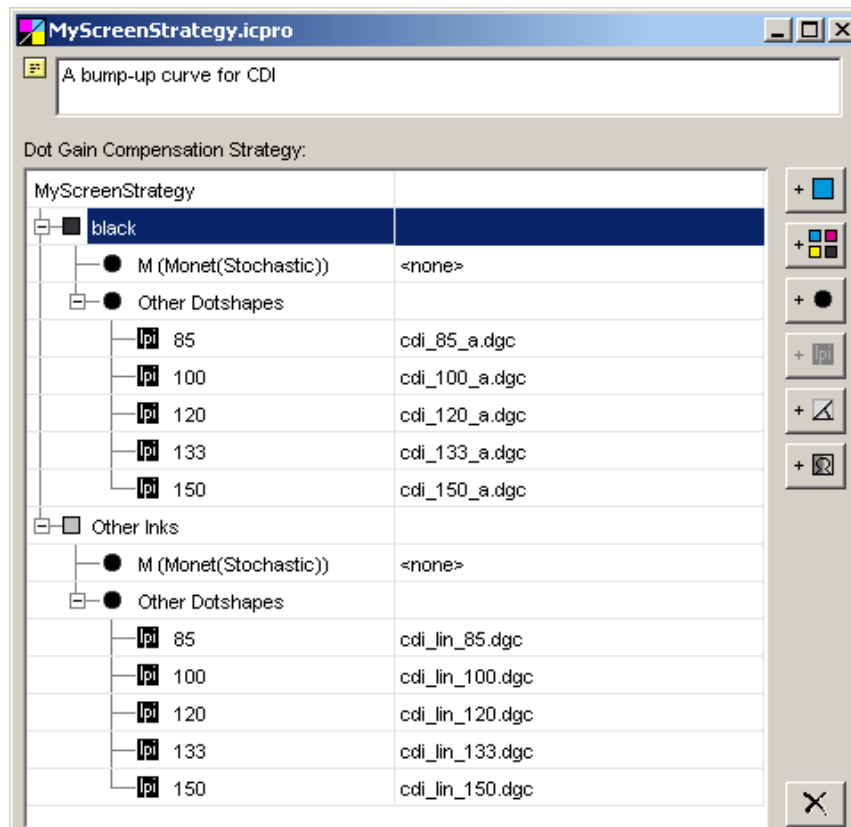 MyScreenStrategy.icpro
A bump-up curve for CDI
Dot Gain Compensation Strategy:
MyScreenStrategy
+
black
+
M (Monet(Stochastic)) <none>
Other Dotshapes
+
lpi 85 cdi_85_a.dgc
+ lpi
lpi 100 cdi_100_a.dgc
lpi 120 cdi_120_a.dgc
+
lpi 133 cdi_133_a.dgc
+
lpi 150 cdi_150_a.dgc
Other Inks
M (Monet(Stochastic)) <none>
Other Dotshapes
lpi 85 cdi_lin_85.dgc
lpi 100 cdi_lin_100.dgc
lpi 120 cdi_lin_120.dgc
lpi 133 cdi_lin_133.dgc
lpi 150 cdi_lin_150.dgc